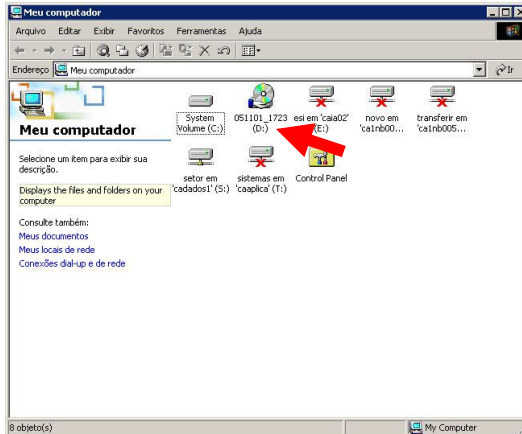 Meu computador
Arquivo Editar Exibir Favoritos Ferramentas Ajuda
Endereço Meu computador Ir
Meu computador
Selecione um item para exibir sua
descrição.
Displays the files and folders on your
computer
Consulte também:
Meus documentos
Meus locais de rede
Conexões dial-up e de rede
System
Volume (C:)
051101_1723
(D:)
esi em 'caia02'
(E:)
novo em
'ca1nb00...
transferir em
'ca1nb005...
setor em
'cadados1' (S:)
sistemas em
'caaplica' (T:)
Control Panel
8 objeto(s) My Computer